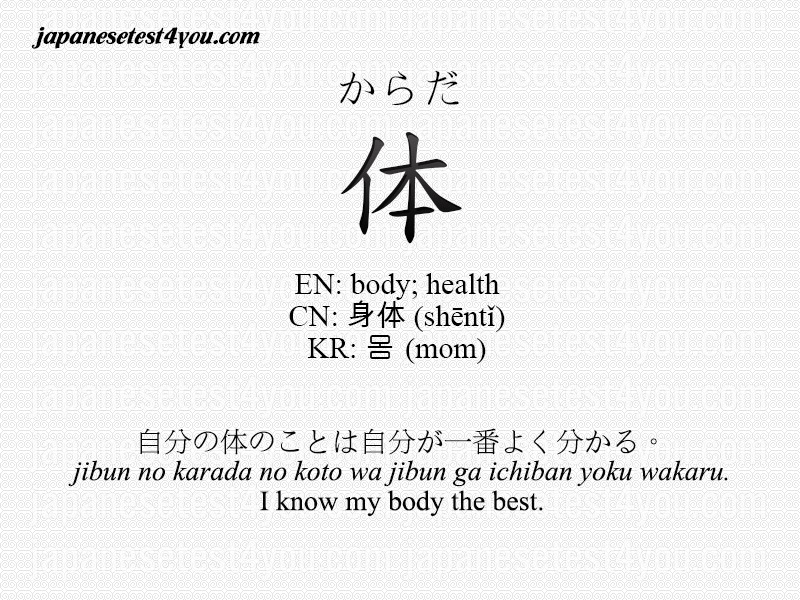 japanesetest4you.com
からだ
体
EN: body; health
CN: 身体 (shēntǐ)
KR: 몸 (mom)
自分の体のことは自分が一番よく分かる。
jibun no karada no koto wa jibun ga ichiban yoku wakaru.
I know my body the best.